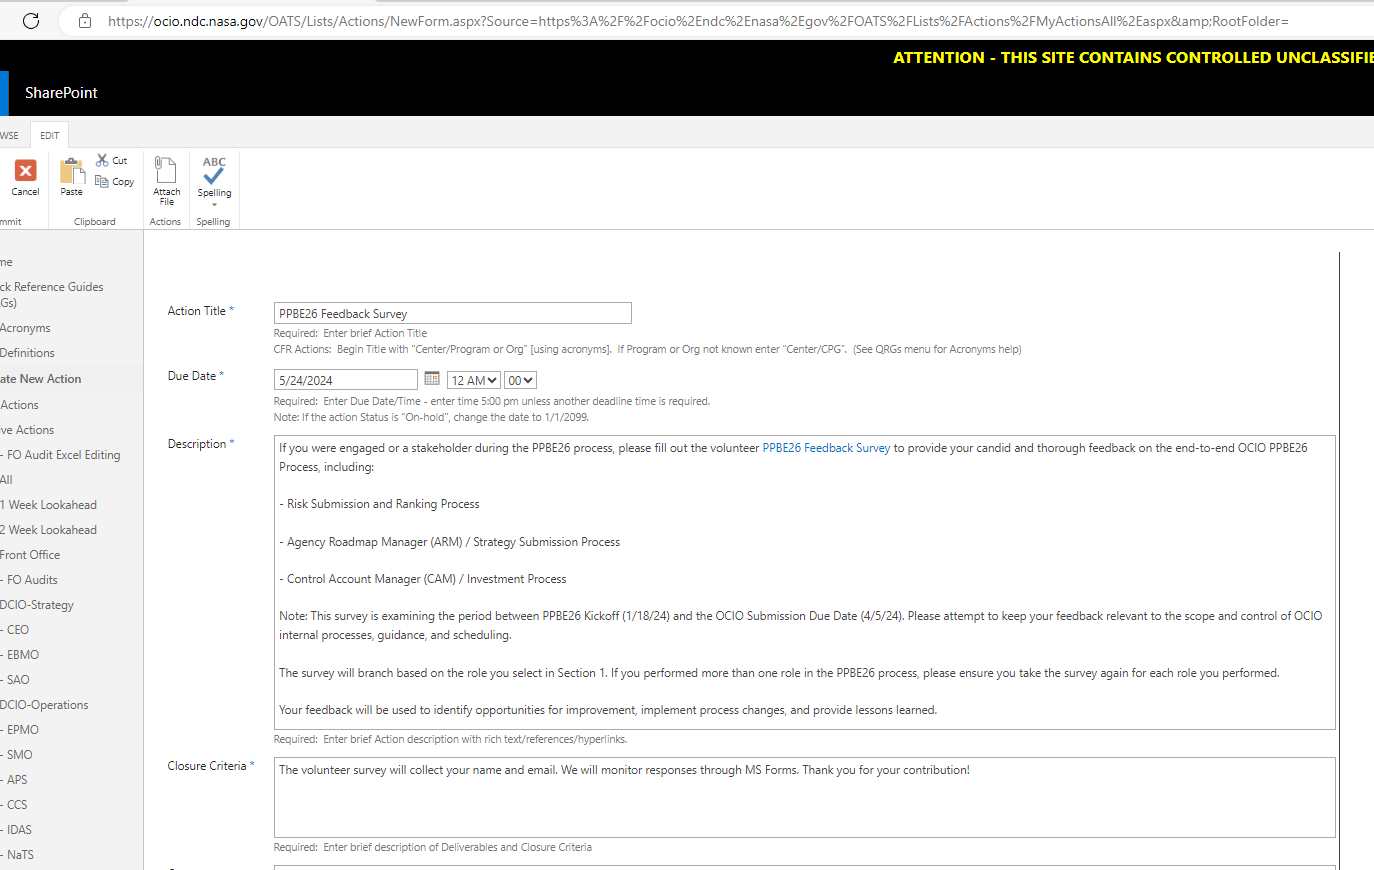 https://ocio.ndc.nasa.gov/OATS/Lists/Actions/NewForm.aspx?Source=https%3A%2F%2Focio%2Endc%2Enasa%2Egov%2FOATS%2FLists%2FActions%2FMyActionsAll%2Easpx&amp;RootFolder=
ATTENTION - THIS SITE CONTAINS CONTROLLED UNCLASSIFIE
SharePoint
WSE EDIT
Cancel
Paste
Cut
Copy
Attach File
ABC
Spelling
mmit Clipboard Actions Spelling
me
ck Reference Guides
Gs)
Acronyms
Definitions
ate New Action
Actions
ive Actions
- FO Audit Excel Editing
All
1 Week Lookahead
2 Week Lookahead
Front Office
- FO Audits
DCIO-Strategy
- CEO
- EBMO
- SAO
DCIO-Operations
- EPMO
- SMO
- APS
- CCS
- IDAS
- NaTS
Action Title * PPBE26 Feedback Survey
Required: Enter brief Action Title
CFR Actions: Begin Title with "Center/Program or Org" [using acronyms]. If Program or Org not known enter "Center/CPG". (See QRGs menu for Acronyms help)
Due Date * 5/24/2024 12 AM 00
Required: Enter Due Date/Time - enter time 5:00 pm unless another deadline time is required.
Note: If the action Status is "On-hold", change the date to 1/1/2099.
Description * If you were engaged or a stakeholder during the PPBE26 process, please fill out the volunteer PPBE26 Feedback Survey to provide your candid and thorough feedback on the end-to-end OCIO PPBE26
Process, including:
- Risk Submission and Ranking Process
- Agency Roadmap Manager (ARM) / Strategy Submission Process
- Control Account Manager (CAM) / Investment Process
Note: This survey is examining the period between PPBE26 Kickoff (1/18/24) and the OCIO Submission Due Date (4/5/24). Please attempt to keep your feedback relevant to the scope and control of OCIO
internal processes, guidance, and scheduling.
The survey will branch based on the role you select in Section 1. If you performed more than one role in the PPBE26 process, please ensure you take the survey again for each role you performed.
Your feedback will be used to identify opportunities for improvement, implement process changes, and provide lessons learned.
Required: Enter brief Action description with rich text/references/hyperlinks.
Closure Criteria * The volunteer survey will collect your name and email. We will monitor responses through MS Forms. Thank you for your contribution!
Required: Enter brief description of Deliverables and Closure Criteria